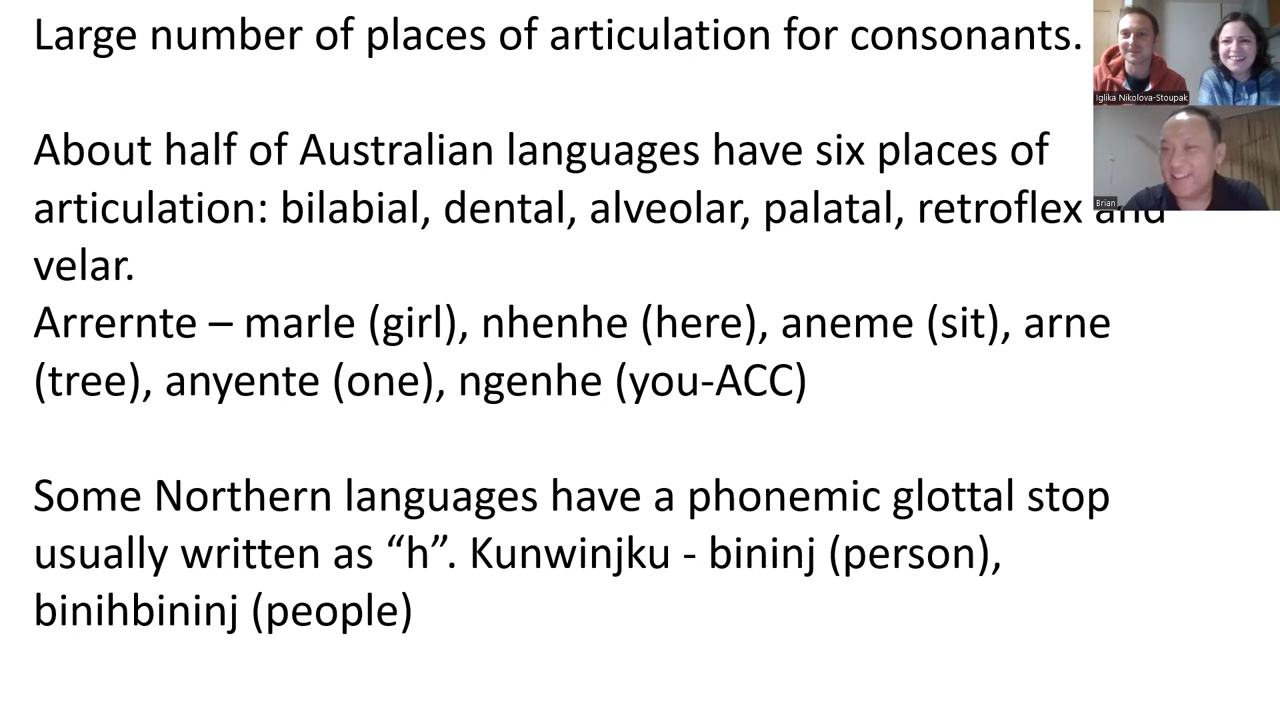 Large number of places of articulation for consonants.
Iglika Nikolova-Stoupak
About half of Australian languages have six places of
articulation: bilabial, dental, alveolar, palatal, retroflex and
Brian
velar.
Arrernte – marle (girl), nhenhe (here), aneme (sit), arne
(tree), anyente (one), ngenhe (you-ACC)
Some Northern languages have a phonemic glottal stop
usually written as “h”. Kunwinjku - bininj (person),
binihbininj (people)